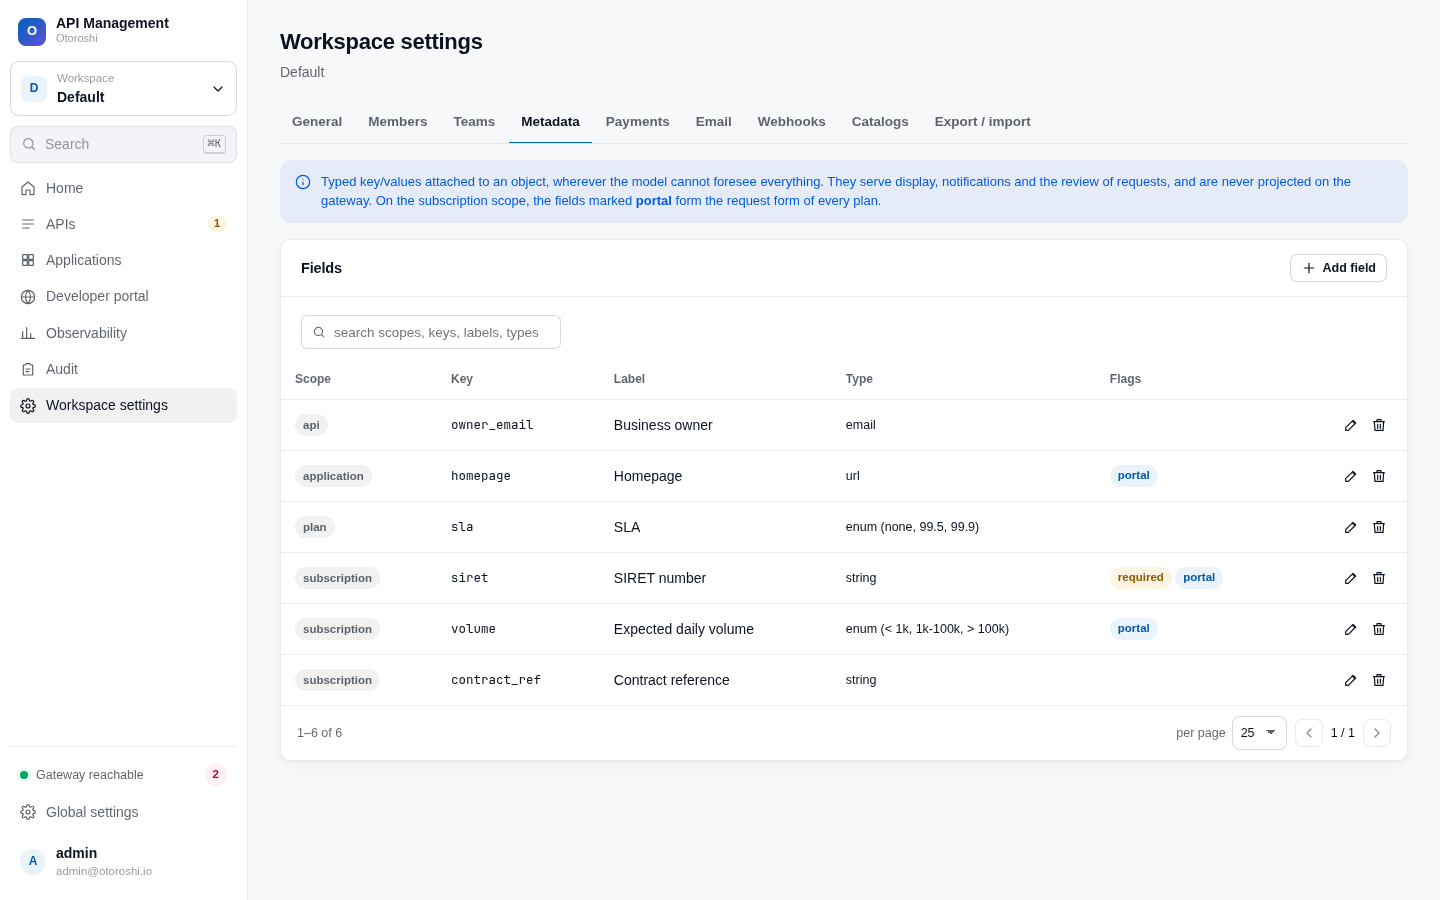 O
API Management
Otoroshi
D
Workspace
Default
Search
⌘K
Home
APIs
1
Applications
Developer portal
Observability
Audit
Workspace settings
Gateway reachable
2
Global settings
A
admin
admin@otoroshi.io
Workspace settings
Default
General Members Teams Metadata Payments Email Webhooks Catalogs Export / import
Typed key/values attached to an object, wherever the model cannot foresee everything. They serve display, notifications and the review of requests, and are never projected on the
gateway. On the subscription scope, the fields marked portal form the request form of every plan.
Fields
Add field
search scopes, keys, labels, types
Scope Key Label Type Flags
api owner_email Business owner email
application homepage Homepage url portal
plan sla SLA enum (none, 99.5, 99.9)
subscription siret SIRET number string required portal
subscription volume Expected daily volume enum (< 1k, 1k-100k, > 100k) portal
subscription contract_ref Contract reference string
1–6 of 6
per page 25 1 / 1